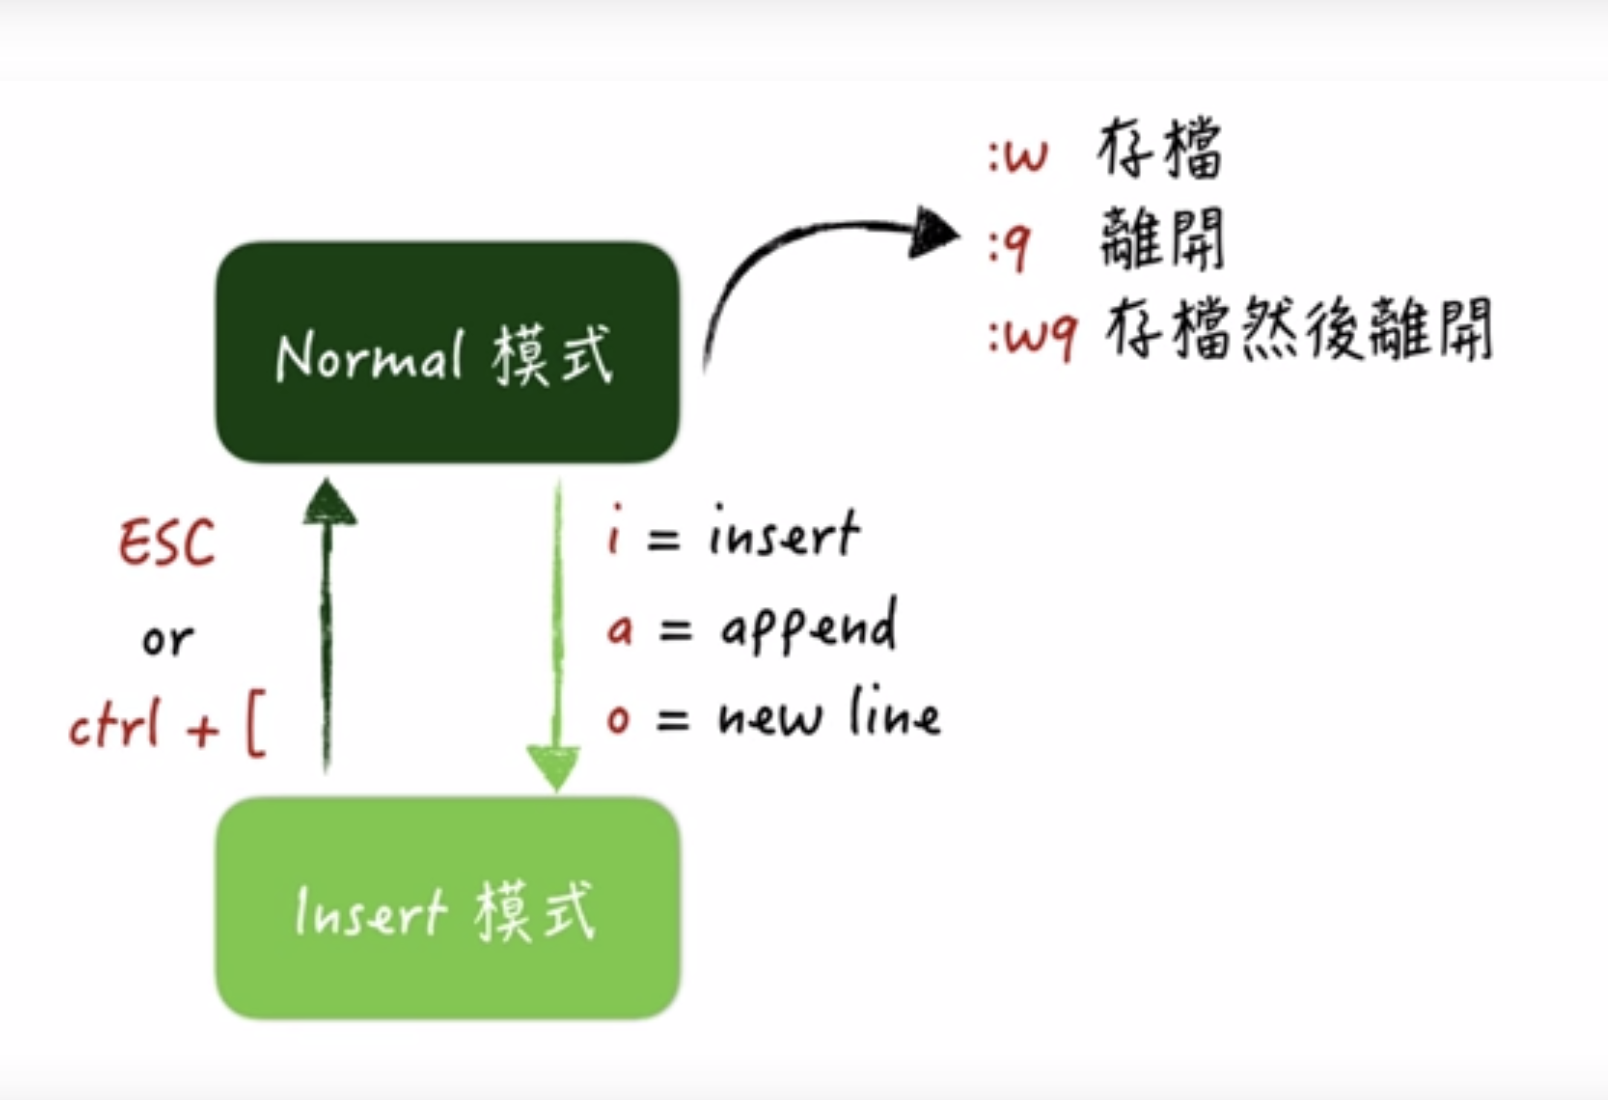 :w 存檔
:q 離開
:wq 存檔然後離開
Normal 模式
ESC
or
ctrl + [
i = insert
a = append
o = new line
Insert 模式